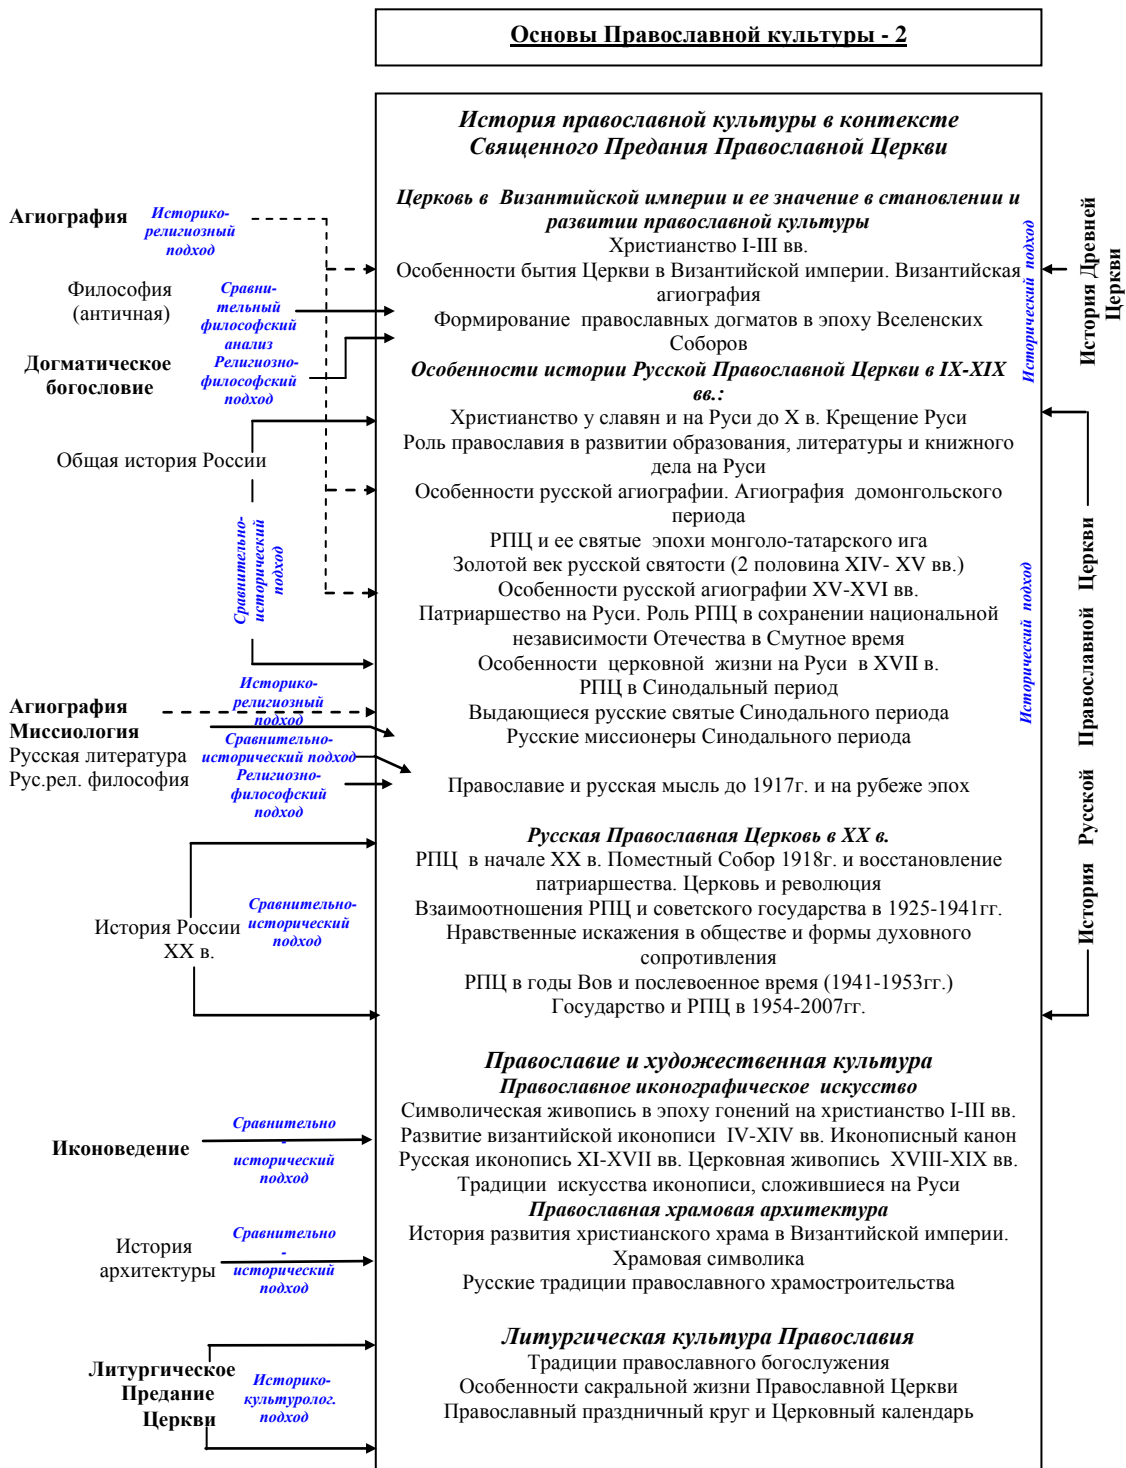 Основы Православной культуры - 2
История православной культуры в контексте
Священного Предания Православной Церкви
Церковь в Византийской империи и ее значение в становлении и
развитии православной культуры
Христианство I-III вв.
Особенности бытия Церкви в Византийской империи. Византийская
агиография
Формирование православных догматов в эпоху Вселенских
Соборов
Особенности истории Русской Православной Церкви в IX-XIX
вв.:
Христианство у славян и на Руси до X в. Крещение Руси
Роль православия в развитии образования, литературы и книжного
дела на Руси
Особенности русской агиографии. Агиография домонгольского
периода
РПЦ и ее святые эпохи монголо-татарского ига
Золотой век русской святости (2 половина XIV- XV вв.)
Особенности русской агиографии XV-XVI вв.
Патриаршество на Руси. Роль РПЦ в сохранении национальной
независимости Отечества в Смутное время
Особенности церковной жизни на Руси в XVII в.
РПЦ в Синодальный период
Выдающиеся русские святые Синодального периода
Русские миссионеры Синодального периода
Православие и русская мысль до 1917г. и на рубеже эпох
Русская Православная Церковь в XX в.
РПЦ в начале XX в. Поместный Собор 1918г. и восстановление
патриаршества. Церковь и революция
Взаимоотношения РПЦ и советского государства в 1925-1941гг.
Нравственные искажения в обществе и формы духовного
сопротивления
РПЦ в годы Вов и послевоенное время (1941-1953гг.)
Государство и РПЦ в 1954-2007гг.
Православие и художественная культура
Православное иконографическое искусство
Символическая живопись в эпоху гонений на христианство I-III вв.
Развитие византийской иконописи IV-XIV вв. Иконописный канон
Русская иконопись XI-XVII вв. Церковная живопись XVIII-XIX вв.
Традиции искусства иконописи, сложившиеся на Руси
Православная храмовая архитектура
История развития христианского храма в Византийской империи.
Храмовая символика
Русские традиции православного храмостроительства
Литургическая культура Православия
Традиции православного богослужения
Особенности сакральной жизни Православной Церкви
Православный праздничный круг и Церковный календарь
Агиография
Историко-
религиозный
подход
Философия
(античная)
Сравни-
тельный
философский
анализ
Догматическое
богословие
Религиозно-
философский
подход
Общая история России
Сравнительно-
исторический
подход
Агиография
Миссиология
Русская литература
Рус.рел. философия
Историко-
религиозный
подход
Сравнительно-
исторический подход
Религиозно-
философский
подход
История России
XX в.
Сравнительно-
исторический
подход
Иконоведение
Сравнительно
-
исторический
подход
История
архитектуры
Сравнительно
-
исторический
подход
Литургическое
Предание
Церкви
Историко-
культуролог.
подход
Исторический подход
История Древней
Церкви
Исторический подход
История Русской Православной Церкви